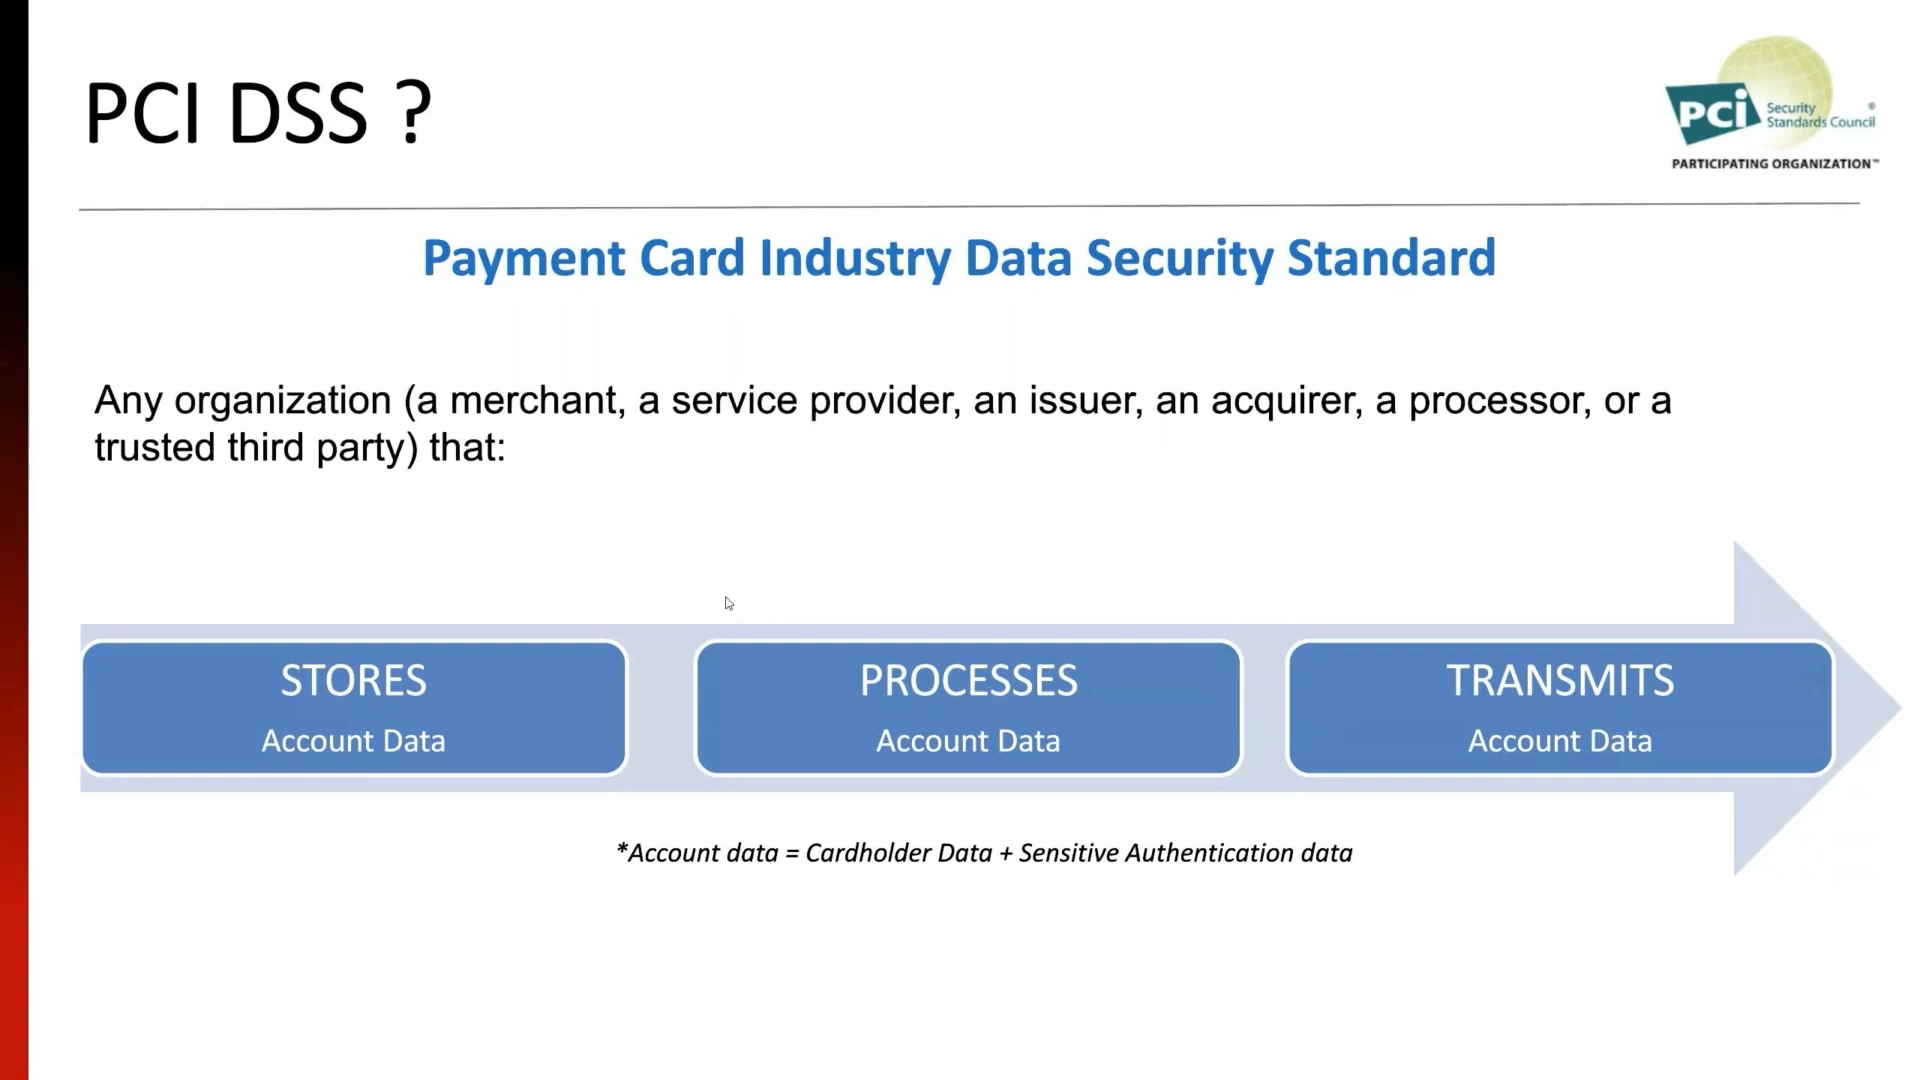 PCI DSS ?
PCi Security
Standards Council
®
PARTICIPATING ORGANIZATION™
Payment Card Industry Data Security Standard
Any organization (a merchant, a service provider, an issuer, an acquirer, a processor, or a
trusted third party) that:
STORES
Account Data
PROCESSES
Account Data
TRANSMITS
Account Data
*Account data = Cardholder Data + Sensitive Authentication data